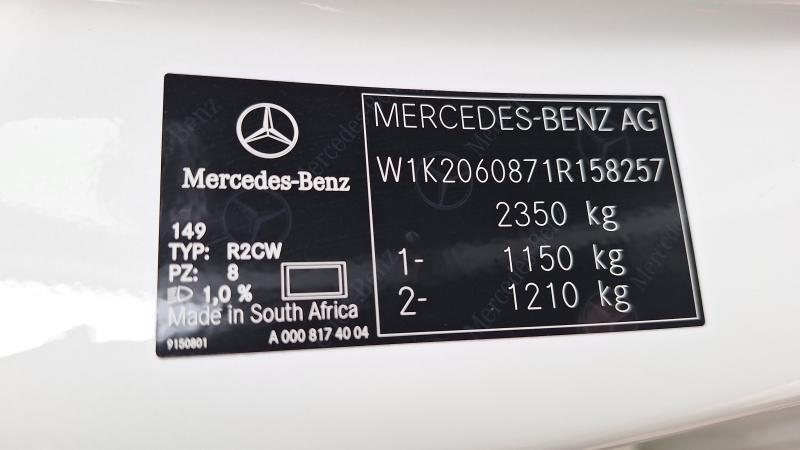 Mercedes-Benz
149
TYP: R2CW
PZ: 8
1,0 %
Made in South Africa
9150801
A 000 817 40 04
MERCEDES-BENZ AG
W1K2060871R158257
2350 kg
1- 1150 kg
2- 1210 kg